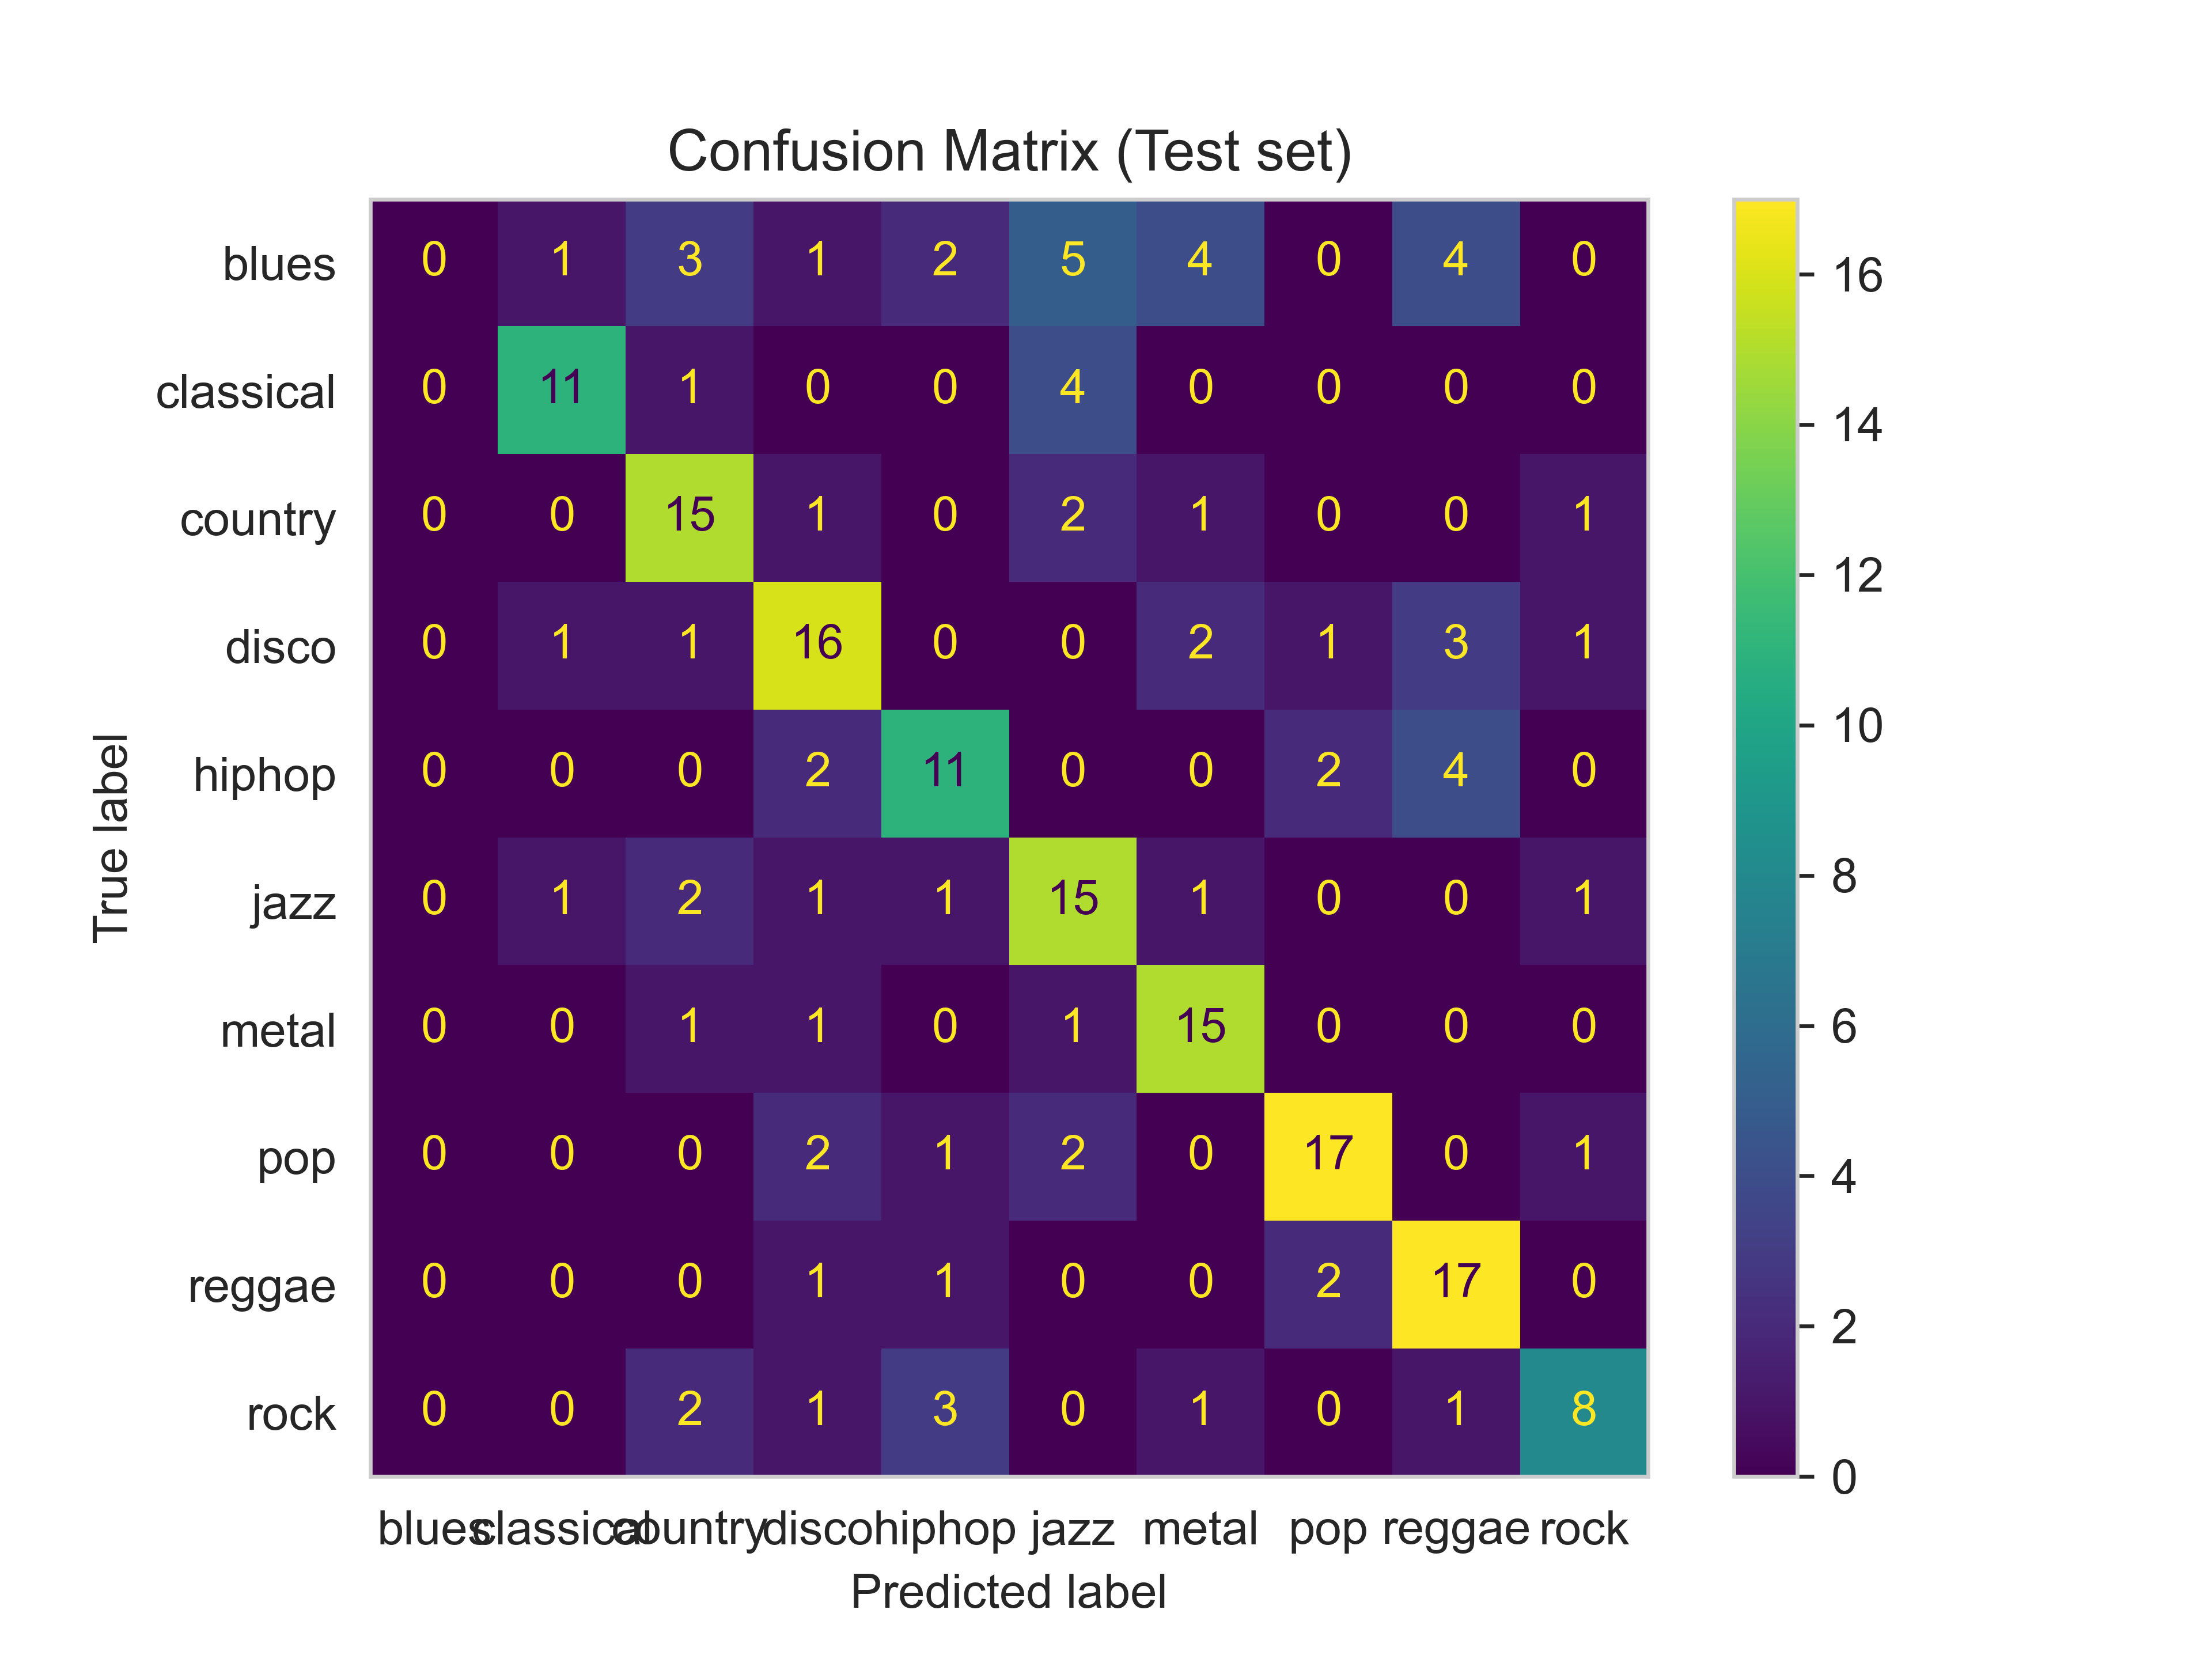 Confusion Matrix (Test set)
blues 0 1 3 1 2 5 4 0 4 0
classical 0 11 1 0 0 4 0 0 0 0
country 0 0 15 1 0 2 1 0 0 1
disco 0 1 1 16 0 0 2 1 3 1
hiphop 0 0 0 2 11 0 0 2 4 0
jazz 0 1 2 1 1 15 1 0 0 1
metal 0 0 1 1 0 1 15 0 0 0
pop 0 0 0 2 1 2 0 17 0 1
reggae 0 0 0 1 1 0 0 2 17 0
rock 0 0 2 1 3 0 1 0 1 8
blues classical country disco hiphop jazz metal pop reggae rock
Predicted label
True label
16
14
12
10
8
6
4
2
0